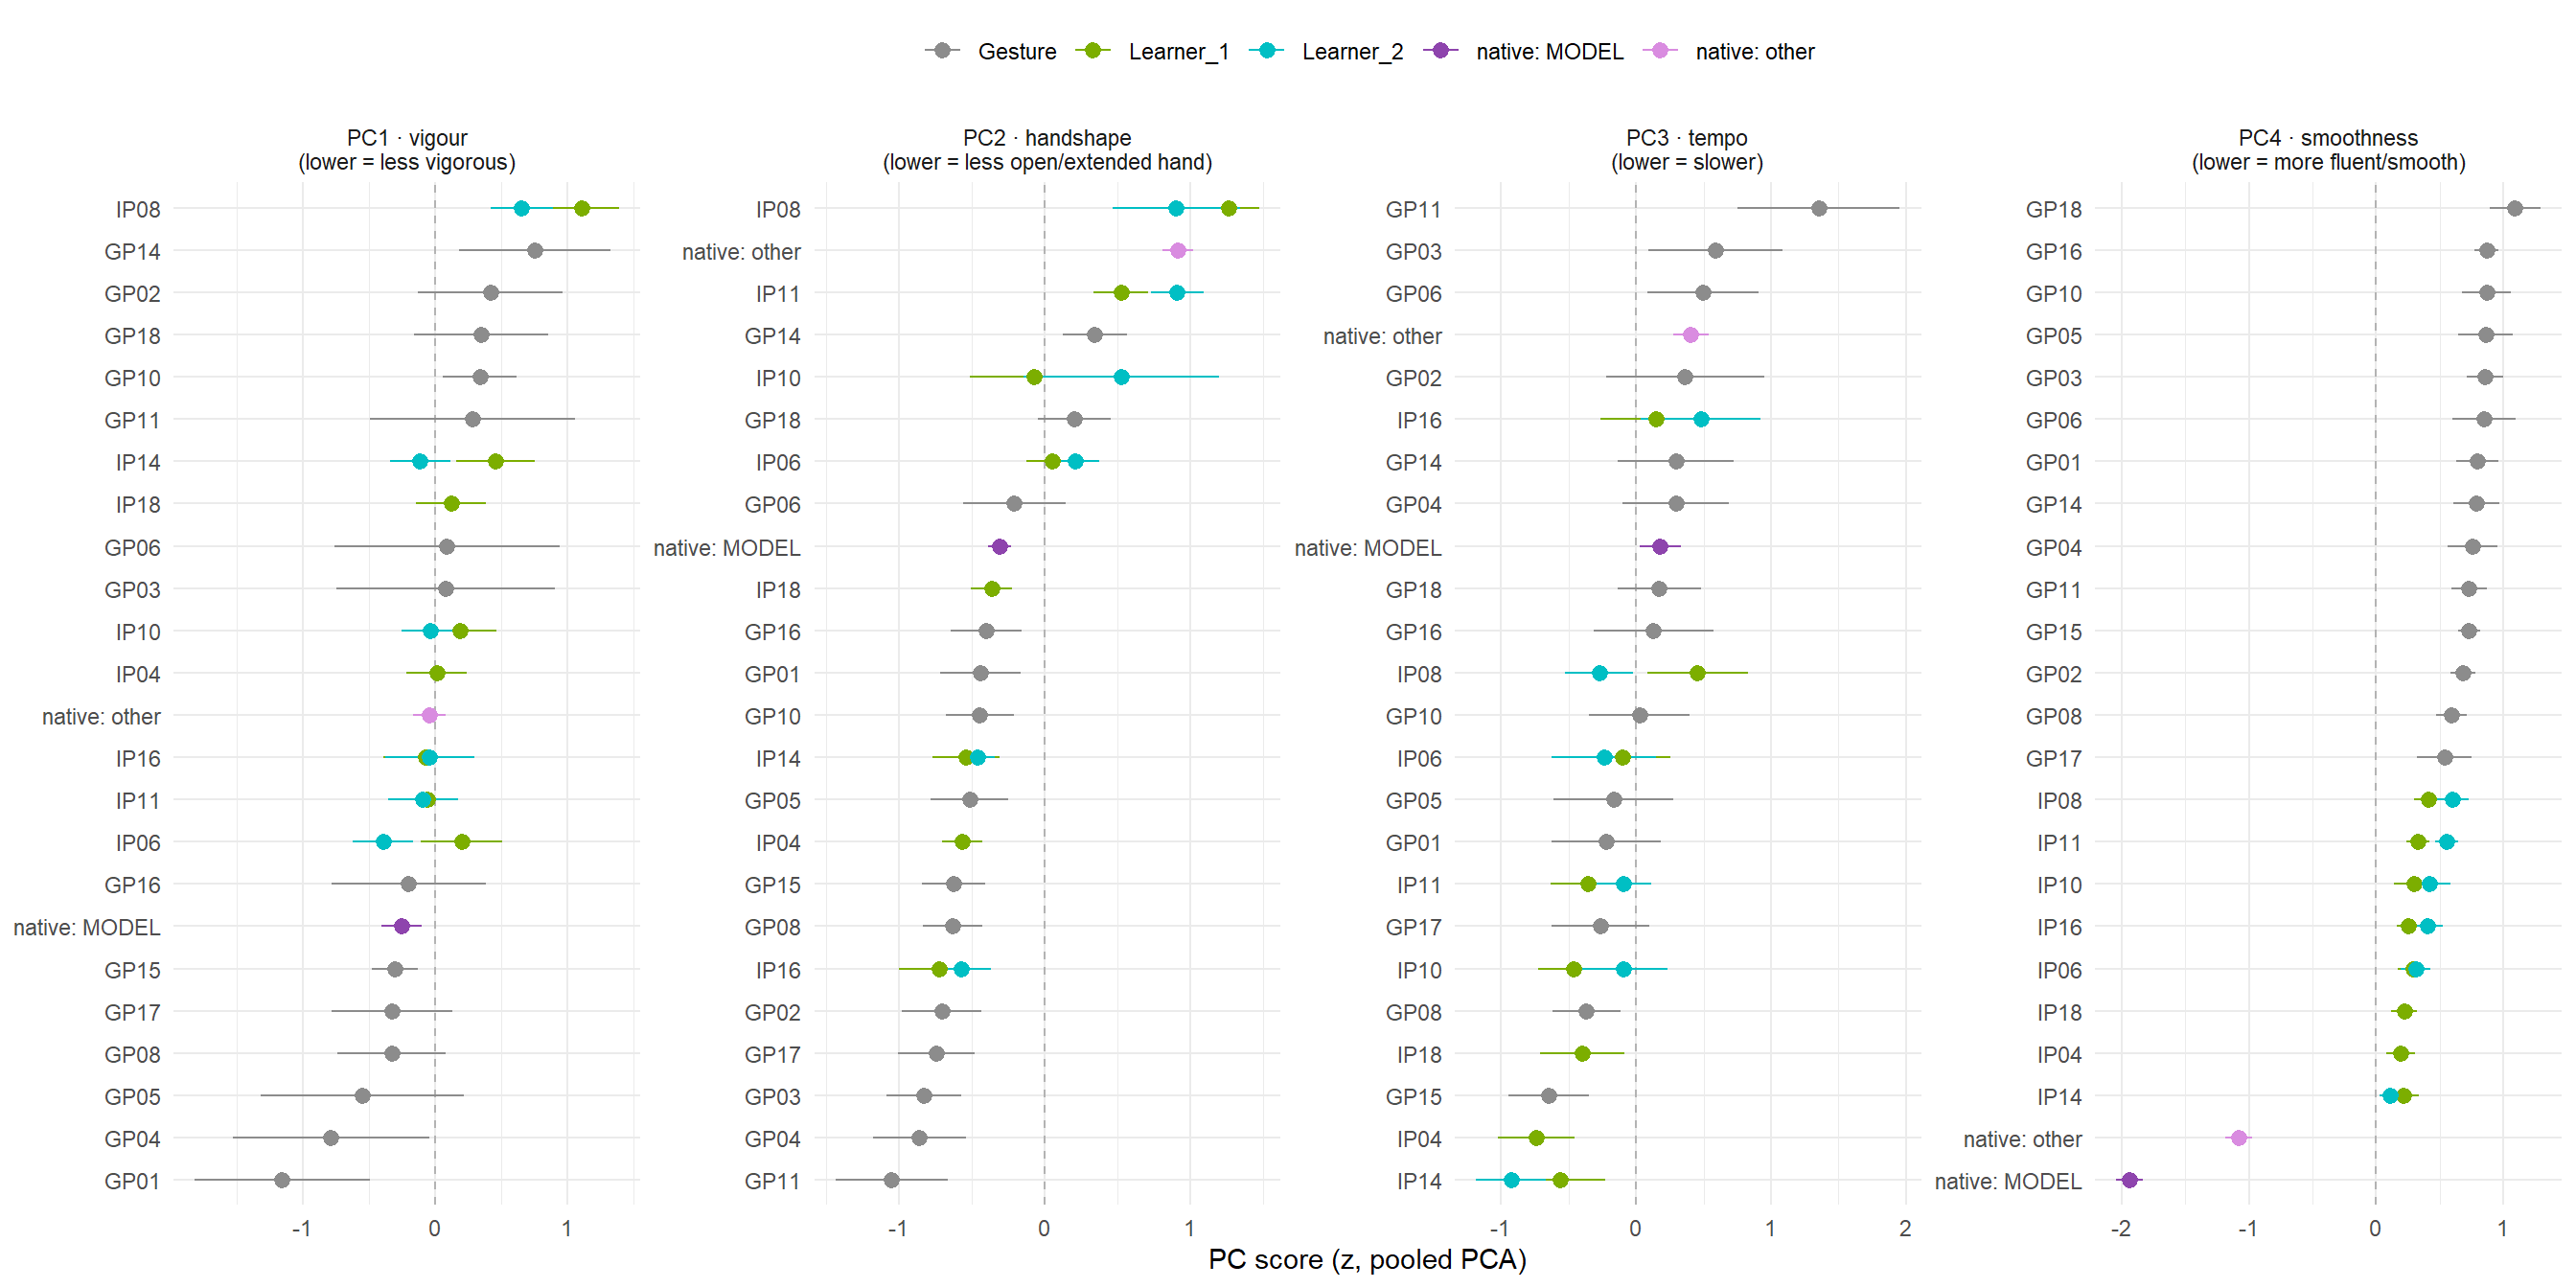 Gesture Learner_1 Learner_2 native: MODEL native: other
PC1 · vigour
(lower = less vigorous)
IP08
GP14
GP02
GP18
GP10
GP11
IP14
IP18
GP06
GP03
IP10
IP04
native: other
IP16
IP11
IP06
GP16
native: MODEL
GP15
GP17
GP08
GP05
GP04
GP01
-1 0 1
PC2 · handshape
(lower = less open/extended hand)
IP08
native: other
IP11
GP14
IP10
GP18
IP06
GP06
native: MODEL
IP18
GP16
GP01
GP10
IP14
GP05
IP04
GP15
GP08
IP16
GP02
GP17
GP03
GP04
GP11
-1 0 1
PC3 · tempo
(lower = slower)
GP11
GP03
GP06
native: other
GP02
IP16
GP14
GP04
native: MODEL
GP18
GP16
IP08
GP10
IP06
GP05
GP01
IP11
GP17
IP10
GP08
IP18
GP15
IP04
IP14
-1 0 1 2
PC4 · smoothness
(lower = more fluent/smooth)
GP18
GP16
GP10
GP05
GP03
GP06
GP01
GP14
GP04
GP11
GP15
GP02
GP08
GP17
IP08
IP11
IP10
IP16
IP06
IP18
IP04
IP14
native: other
native: MODEL
-2 -1 0 1
PC score (z, pooled PCA)